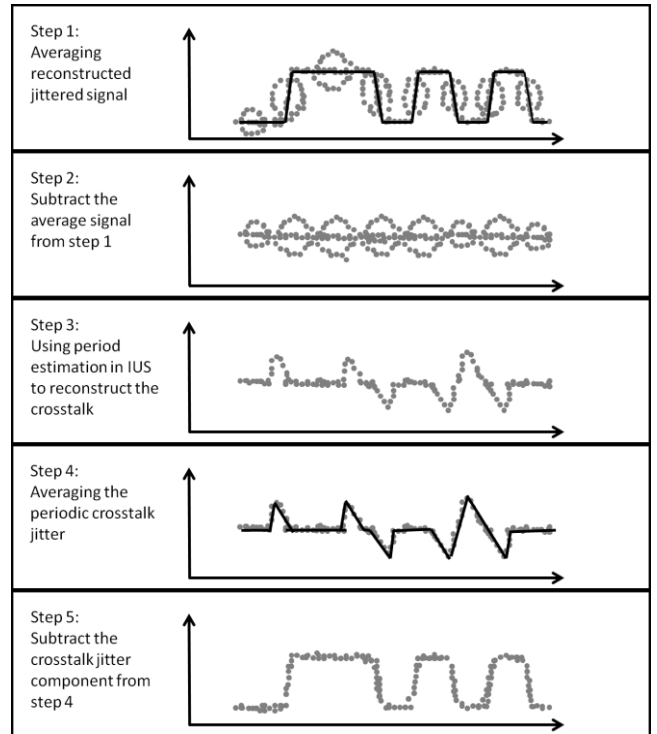 Step 1:
Averaging
reconstructed
jittered signal
Step 2:
Subtract the
average signal
from step 1
Step 3:
Using period
estimation in IUS
to reconstruct the
crosstalk
Step 4:
Averaging the
periodic crosstalk
jitter
Step 5:
Subtract the
crosstalk jitter
component from
step 4